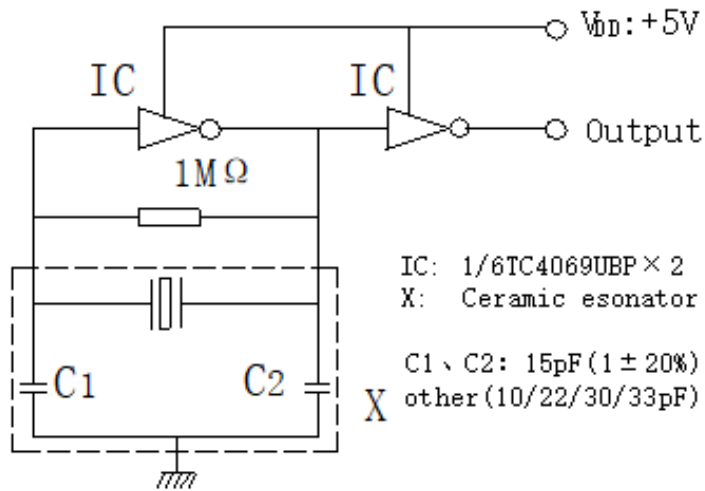 VDD:+5V
IC
IC
Output
1MΩ
IC: 1/6TC4069UBP×2
X: Ceramic esonator
C1、C2: 15pF(1±20%)
other(10/22/30/33pF)
C1
C2
X